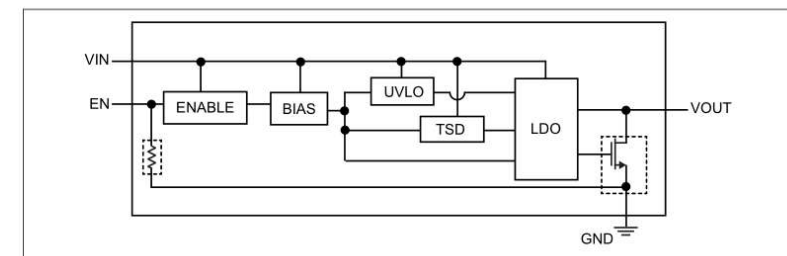 VIN
UVLO
EN
ENABLE
BIAS
VOUT
TSD
LDO
GND